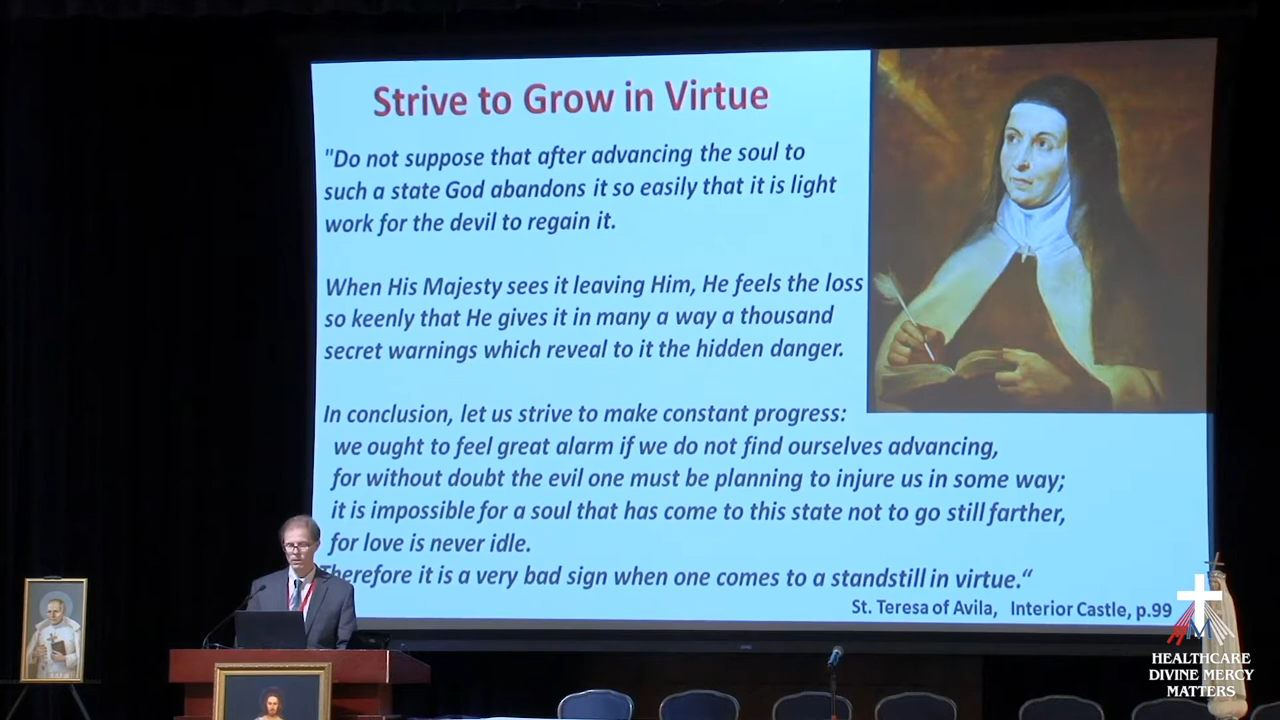 Strive to Grow in Virtue
"Do not suppose that after advancing the soul to
such a state God abandons it so easily that it is light
work for the devil to regain it.
When His Majesty sees it leaving Him, He feels the loss
so keenly that He gives it in many a way a thousand
secret warnings which reveal to it the hidden danger.
In conclusion, let us strive to make constant progress:
we ought to feel great alarm if we do not find ourselves advancing,
for without doubt the evil one must be planning to injure us in some way;
it is impossible for a soul that has come to this state not to go still farther,
for love is never idle.
Therefore it is a very bad sign when one comes to a standstill in virtue.“
St. Teresa of Avila, Interior Castle, p.99
HEALTHCARE
DIVINE MERCY
MATTERS